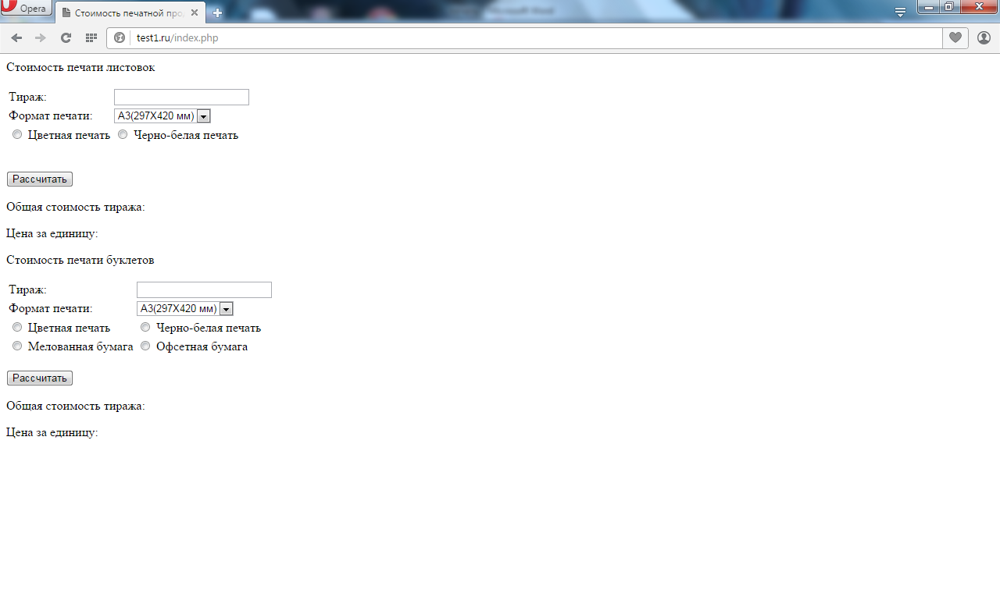 Opera
Стоимость печатной про
test1.ru/index.php
Стоимость печати листовок
Тираж:
Формат печати: А3(297Х420 мм)
Цветная печать Черно-белая печать
Рассчитать
Общая стоимость тиража:
Цена за единицу:
Стоимость печати буклетов
Тираж:
Формат печати: А3(297Х420 мм)
Цветная печать Черно-белая печать
Мелованная бумага Офсетная бумага
Рассчитать
Общая стоимость тиража:
Цена за единицу: